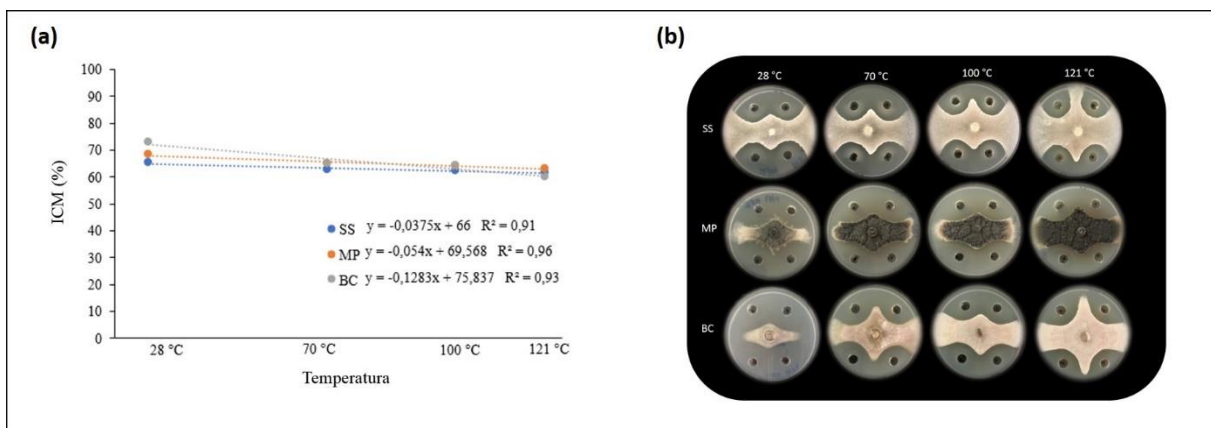 (a)
100
90
80
70
60
50
40
30
20
10
0
ICM (%)
SS y = -0,0375x + 66 R² = 0,91
MP y = -0,054x + 69,568 R² = 0,96
BC y = -0,1283x + 75,837 R² = 0,93
28 °C 70 °C 100 °C 121 °C
Temperatura
(b)
28 °C 70 °C 100 °C 121 °C
SS
MP
BC